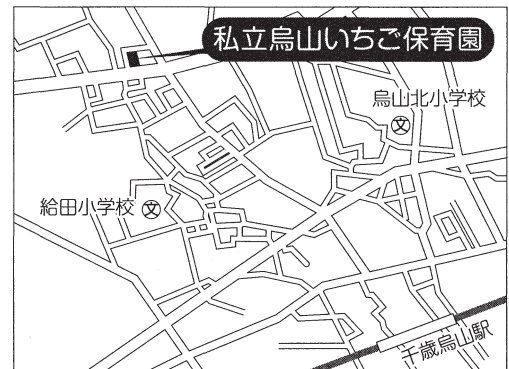 私立烏山いちご保育園
烏山北小学校
文
給田小学校 文
千歳烏山駅